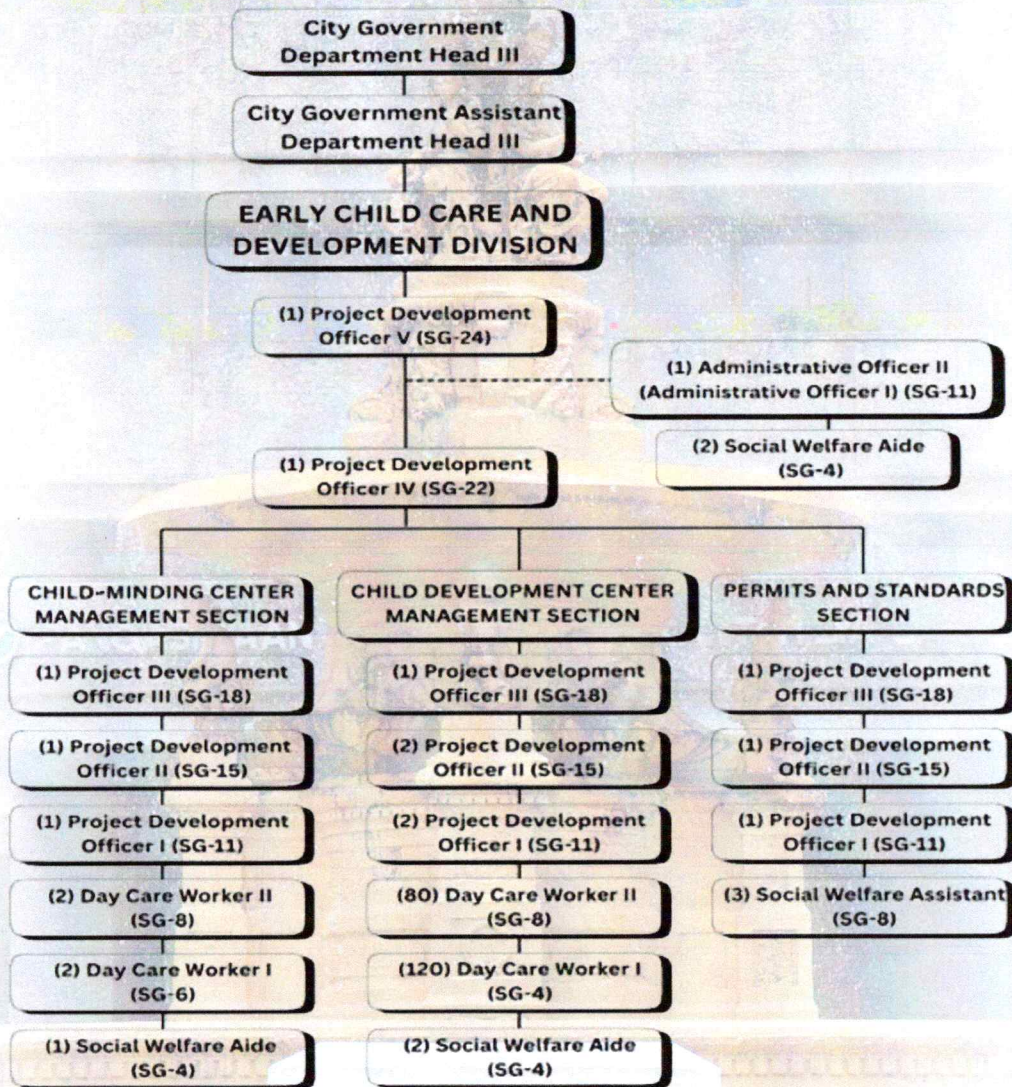 City Government
Department Head III
City Government Assistant
Department Head III
EARLY CHILD CARE AND
DEVELOPMENT DIVISION
(1) Project Development
Officer V (SG-24)
(1) Administrative Officer II
(Administrative Officer I) (SG-11)
(2) Social Welfare Aide
(SG-4)
(1) Project Development
Officer IV (SG-22)
CHILD-MINDING CENTER
MANAGEMENT SECTION
(1) Project Development
Officer III (SG-18)
(1) Project Development
Officer II (SG-15)
(1) Project Development
Officer I (SG-11)
(2) Day Care Worker II
(SG-8)
(2) Day Care Worker I
(SG-6)
(1) Social Welfare Aide
(SG-4)
CHILD DEVELOPMENT CENTER
MANAGEMENT SECTION
(1) Project Development
Officer III (SG-18)
(2) Project Development
Officer II (SG-15)
(2) Project Development
Officer I (SG-11)
(80) Day Care Worker II
(SG-8)
(120) Day Care Worker I
(SG-4)
(2) Social Welfare Aide
(SG-4)
PERMITS AND STANDARDS
SECTION
(1) Project Development
Officer III (SG-18)
(1) Project Development
Officer II (SG-15)
(1) Project Development
Officer I (SG-11)
(3) Social Welfare Assistant
(SG-8)